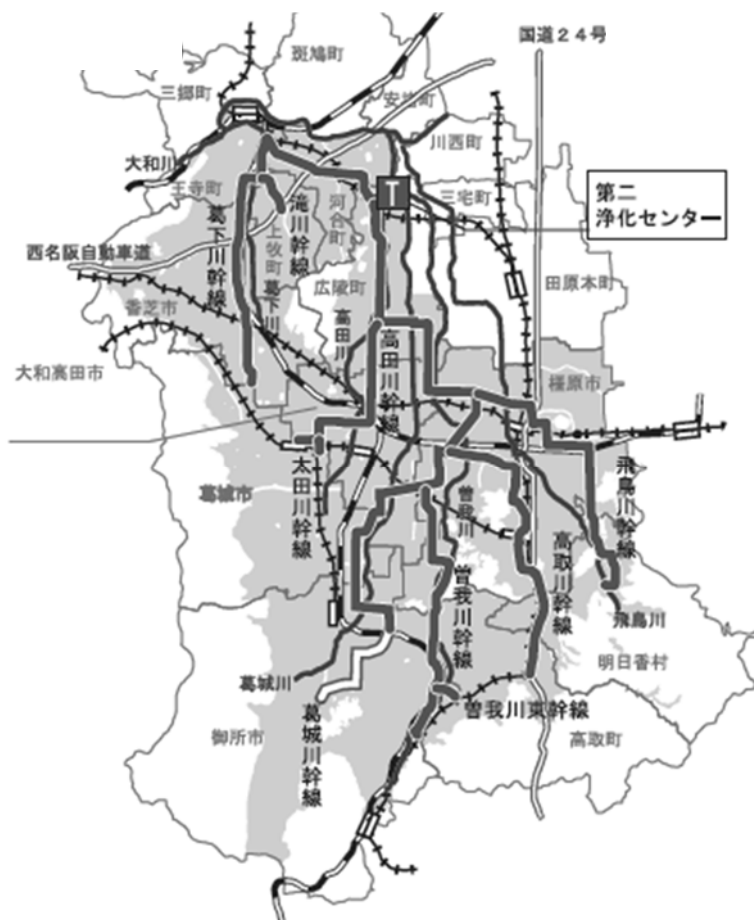 国道２４号
斑鳩町
三郷町
安堵町
川西町
大和川
王寺町
三宅町
第二
浄化センター
滝川幹線
河合町
葛下川幹線
上牧町
西名阪自動車道
田原本町
葛下川
広陵町
香芝市
高田川
高田川幹線
大和高田市
橿原市
太田川幹線
飛鳥川幹線
葛城市
曽我川
高取川幹線
曽我川幹線
飛鳥川
明日香村
葛城川
葛城川幹線
曽我川東幹線
御所市
高取町